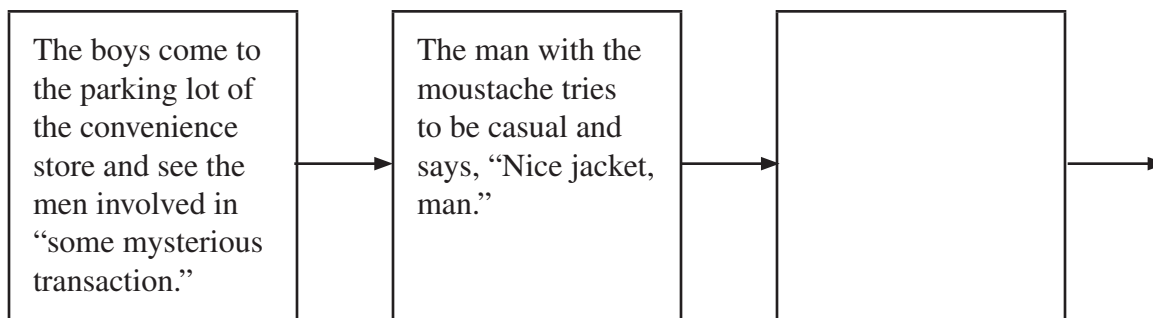 The boys come to
the parking lot of
the convenience
store and see the
men involved in
“some mysterious
transaction.”
The man with the
moustache tries
to be casual and
says, “Nice jacket,
man.”